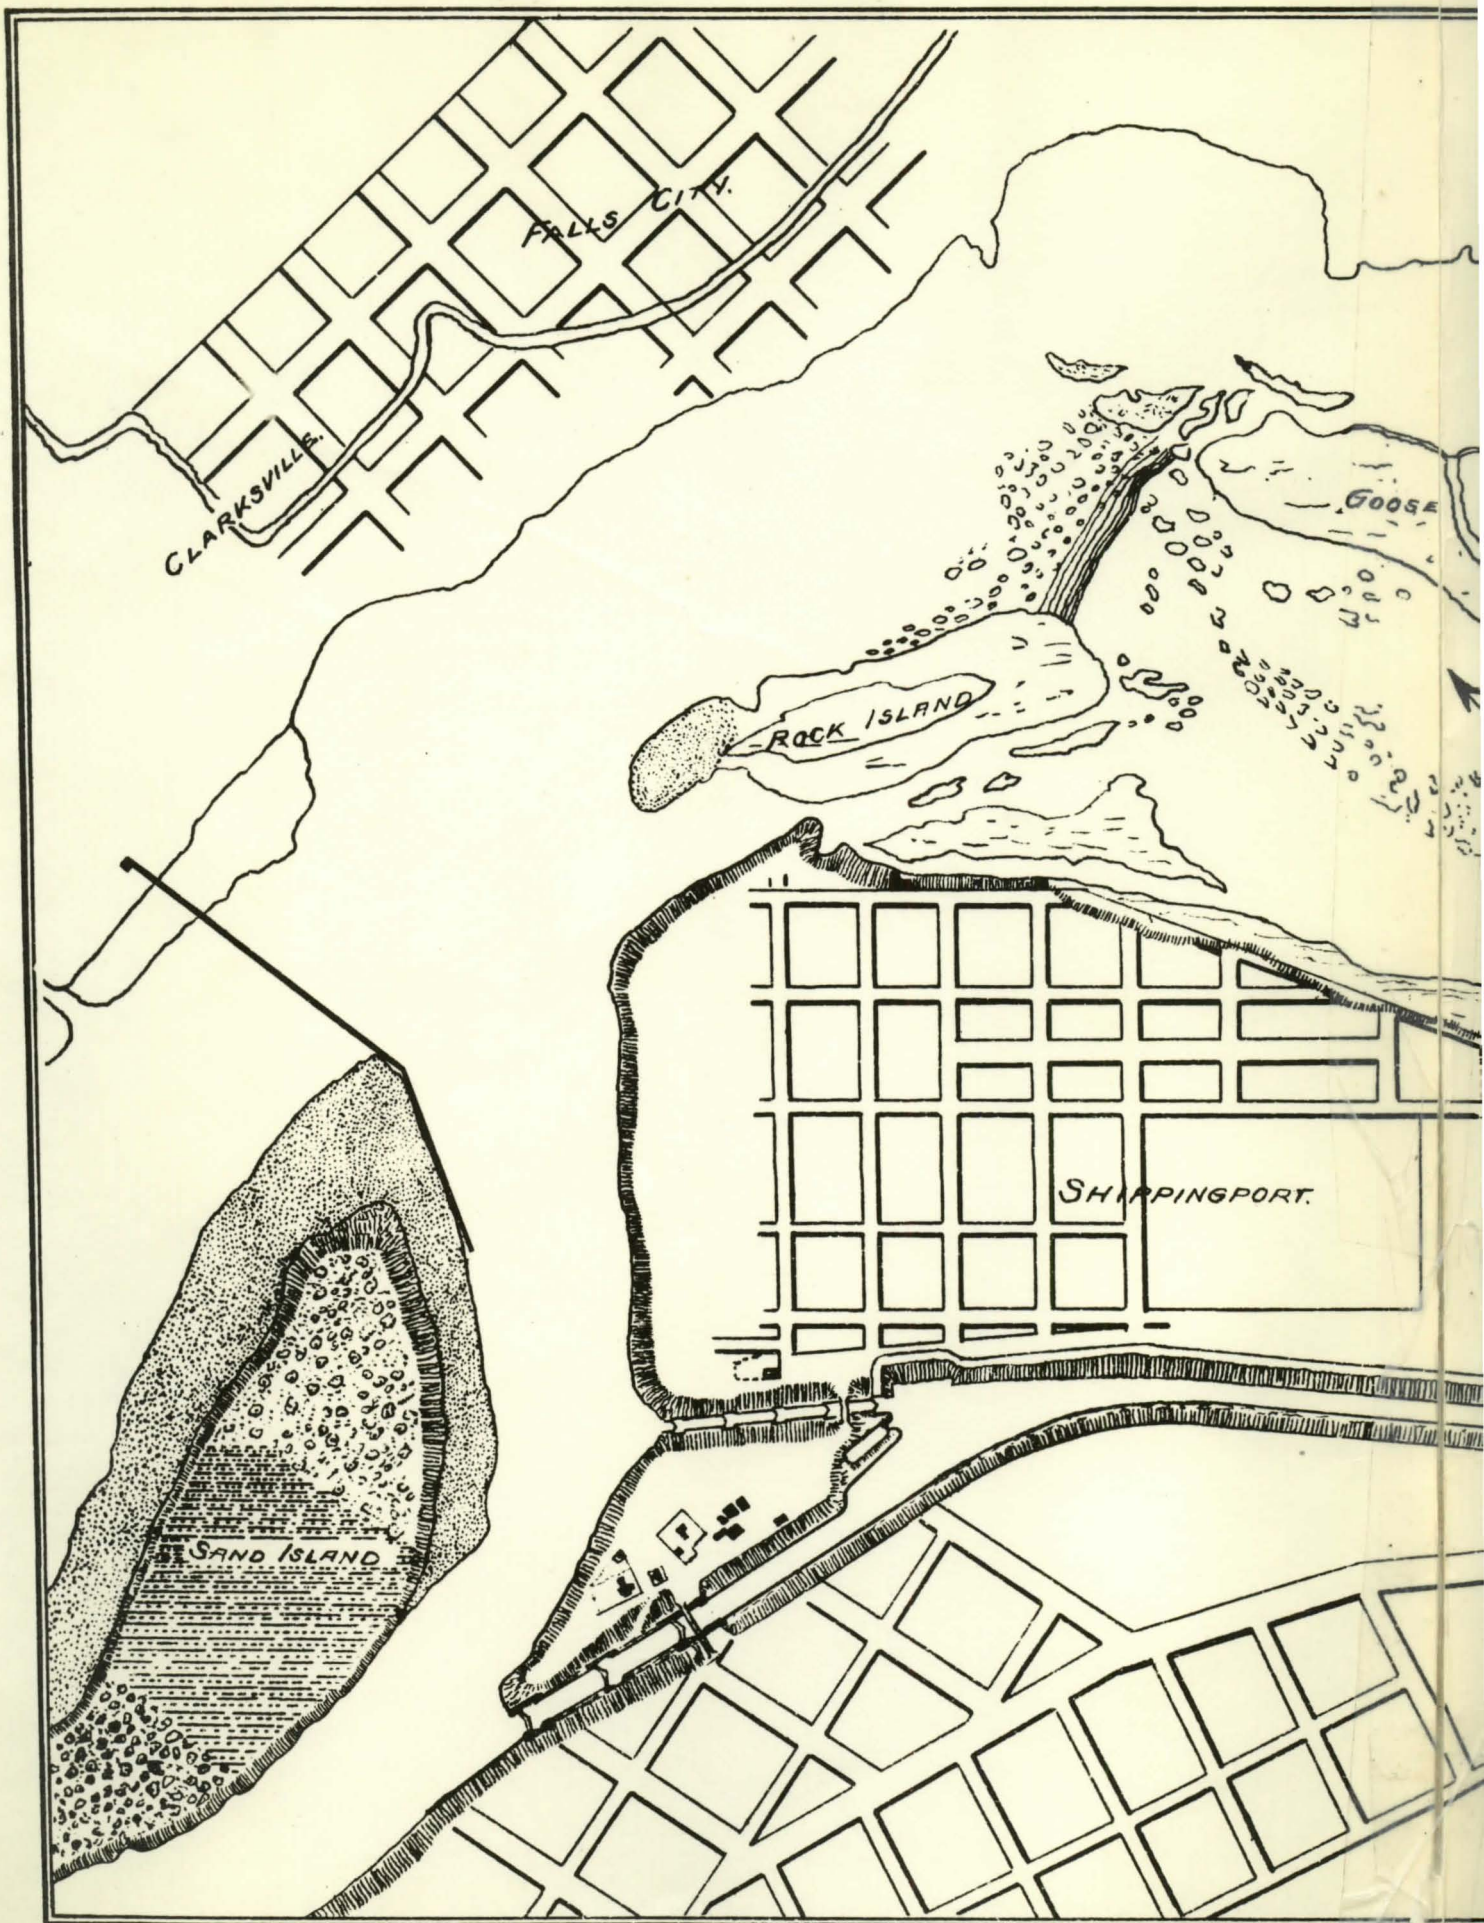 FALLS CITY.
CLARKSVILLE.
GOOSE
ROCK ISLAND
SHIPPINGPORT.
SAND ISLAND